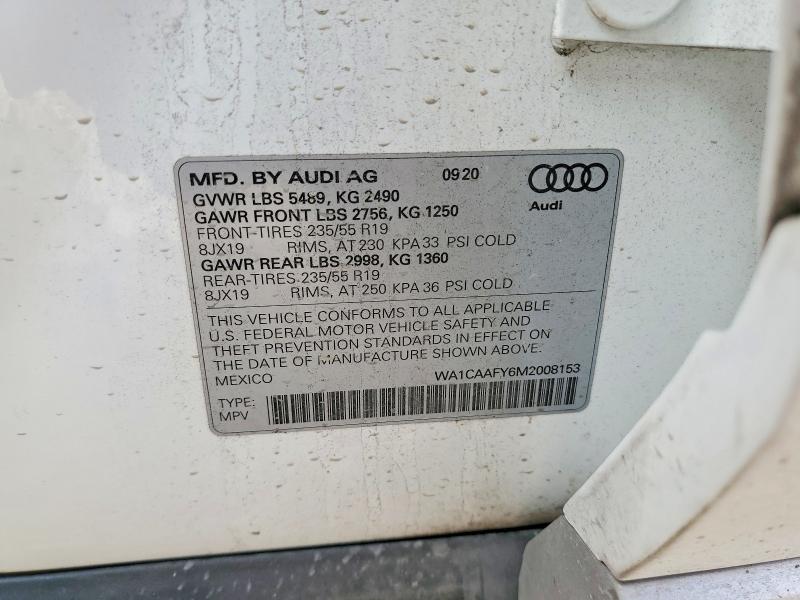 MFD. BY AUDI AG 09 20
GVWR LBS 5489, KG 2490
GAWR FRONT LBS 2756, KG 1250
FRONT-TIRES 235/55 R19
8JX19 RIMS, AT 230 KPA 33 PSI COLD
GAWR REAR LBS 2998, KG 1360
REAR-TIRES 235/55 R19
8JX19 RIMS, AT 250 KPA 36 PSI COLD
Audi
THIS VEHICLE CONFORMS TO ALL APPLICABLE
U.S. FEDERAL MOTOR VEHICLE SAFETY AND
THEFT PREVENTION STANDARDS IN EFFECT ON
THE DATE OF MANUFACTURE SHOWN ABOVE.
MEXICO WA1CAAFY6M2008153
TYPE:
MPV